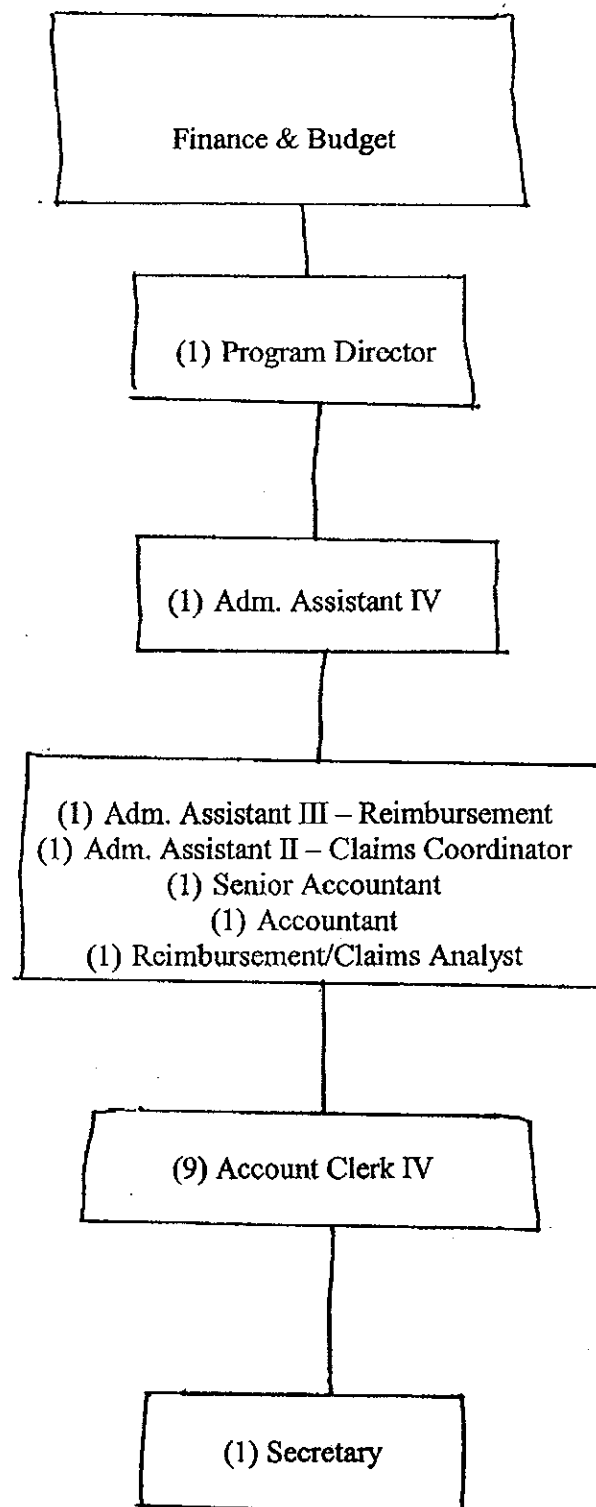 Finance & Budget
(1) Program Director
(1) Adm. Assistant IV
(1) Adm. Assistant III – Reimbursement
(1) Adm. Assistant II – Claims Coordinator
(1) Senior Accountant
(1) Accountant
(1) Reimbursement/Claims Analyst
(9) Account Clerk IV
(1) Secretary